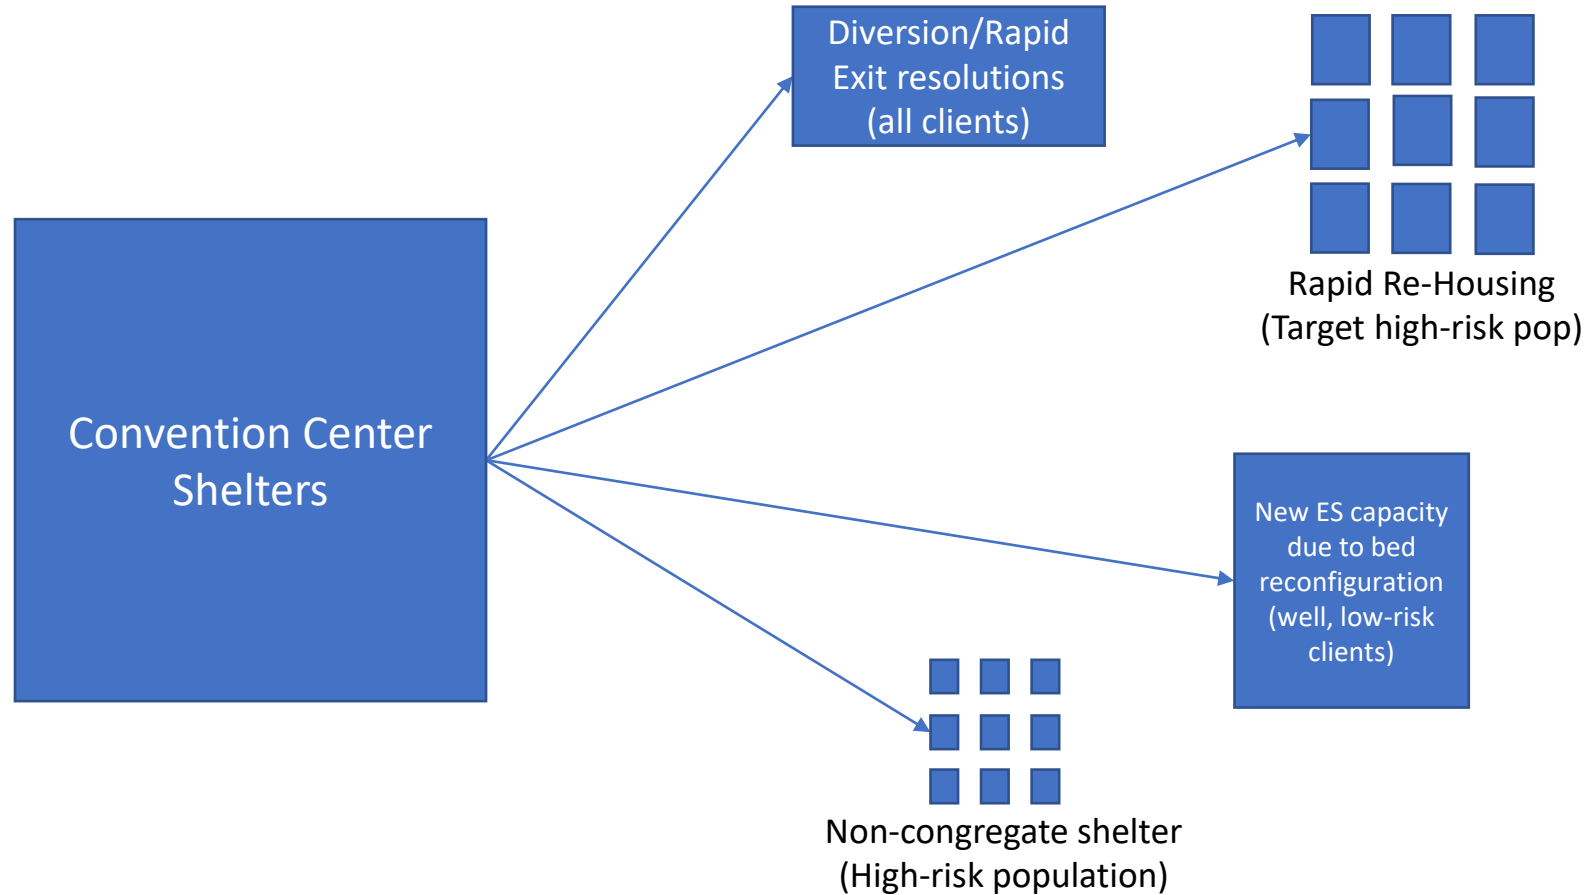 Diversion/Rapid
Exit resolutions
(all clients)
Rapid Re-Housing
(Target high-risk pop)
Convention Center
Shelters
New ES capacity
due to bed
reconfiguration
(well, low-risk
clients)
Non-congregate shelter
(High-risk population)